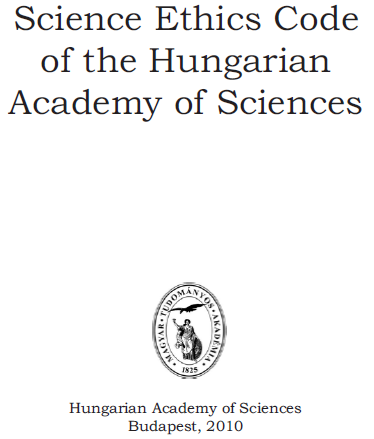 Science Ethics Code
of the Hungarian
Academy of Sciences
MAGYAR · TUDOMÁNYOS · AKADÉMIA
· 1825 ·
Hungarian Academy of Sciences
Budapest, 2010